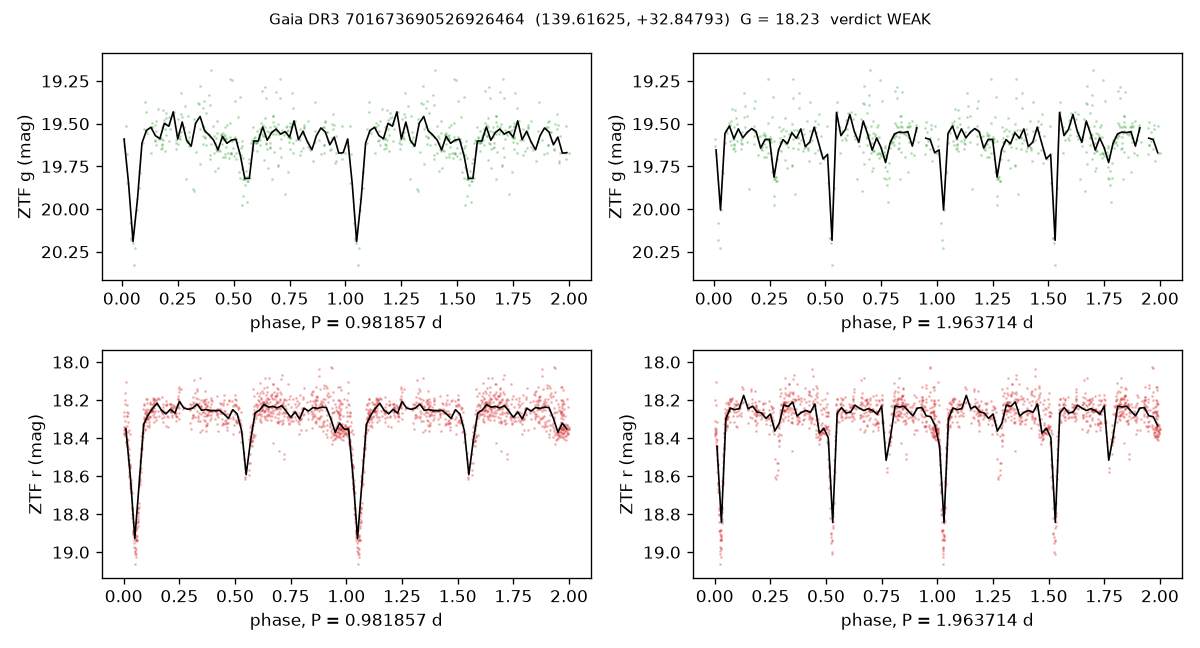 Gaia DR3 701673690526926464  (139.61625, +32.84793)  G = 18.23  verdict WEAK
ZTF g (mag)
19.25
19.50
19.75
20.00
20.25
0.00 0.25 0.50 0.75 1.00 1.25 1.50 1.75 2.00
phase, P = 0.981857 d
ZTF g (mag)
19.25
19.50
19.75
20.00
20.25
0.00 0.25 0.50 0.75 1.00 1.25 1.50 1.75 2.00
phase, P = 1.963714 d
ZTF r (mag)
18.0
18.2
18.4
18.6
18.8
19.0
0.00 0.25 0.50 0.75 1.00 1.25 1.50 1.75 2.00
phase, P = 0.981857 d
ZTF r (mag)
18.0
18.2
18.4
18.6
18.8
19.0
0.00 0.25 0.50 0.75 1.00 1.25 1.50 1.75 2.00
phase, P = 1.963714 d